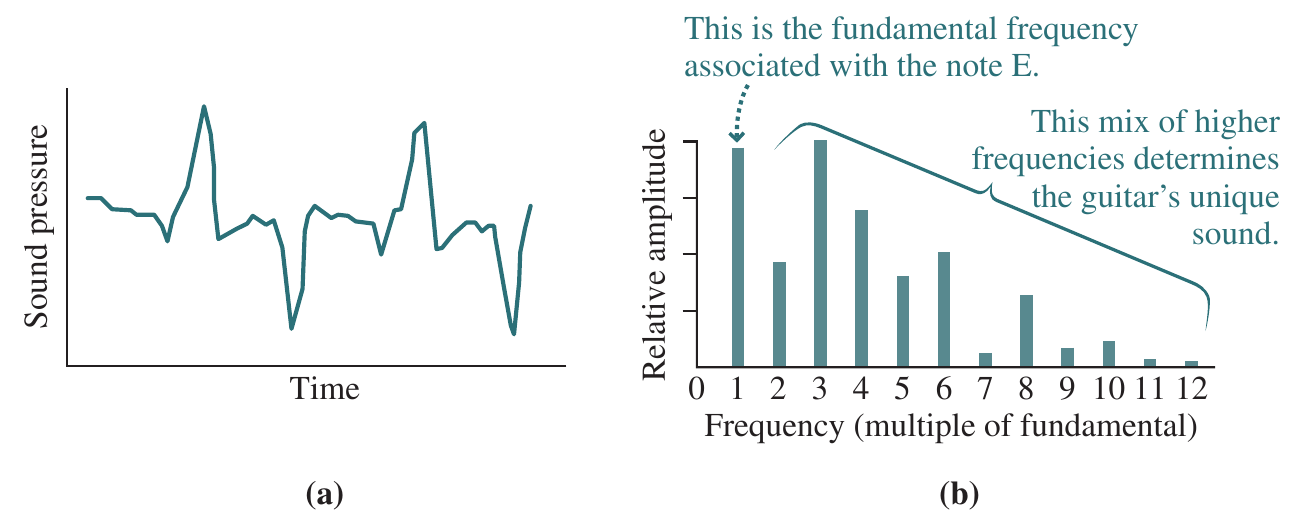 Sound pressure
Time
(a)
This is the fundamental frequency
associated with the note E.
This mix of higher
frequencies determines
the guitar’s unique
sound.
Relative amplitude
0 1 2 3 4 5 6 7 8 9 10 11 12
Frequency (multiple of fundamental)
(b)